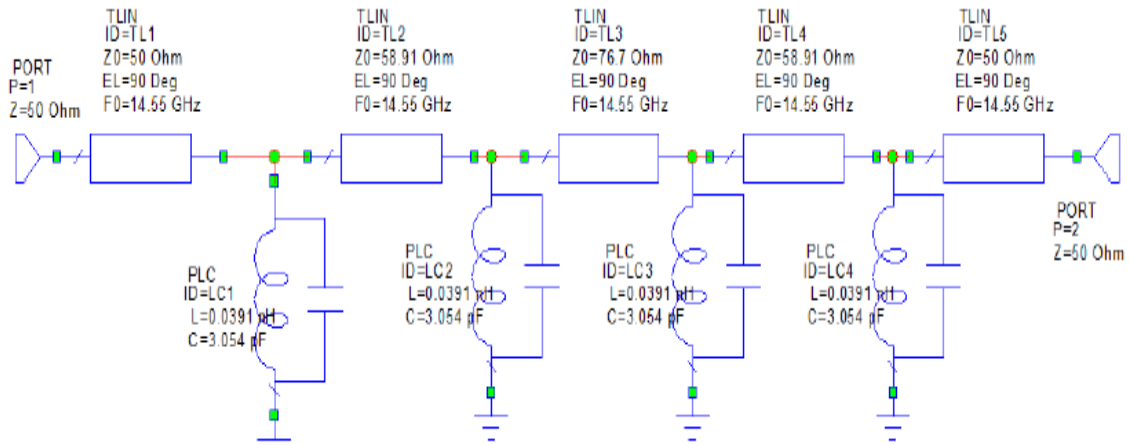 PORT
P=1
Z=50 Ohm
TLIN
ID=TL1
Z0=50 Ohm
EL=90 Deg
F0=14.55 GHz
TLIN
ID=TL2
Z0=58.91 Ohm
EL=90 Deg
F0=14.55 GHz
TLIN
ID=TL3
Z0=76.7 Ohm
EL=90 Deg
F0=14.55 GHz
TLIN
ID=TL4
Z0=58.91 Ohm
EL=90 Deg
F0=14.55 GHz
TLIN
ID=TL5
Z0=50 Ohm
EL=90 Deg
F0=14.55 GHz
PLC
ID=LC1
L=0.0391 nH
C=3.054 pF
PLC
ID=LC2
L=0.0391 nH
C=3.054 pF
PLC
ID=LC3
L=0.0391 nH
C=3.054 pF
PLC
ID=LC4
L=0.0391 nH
C=3.054 pF
PORT
P=2
Z=50 Ohm